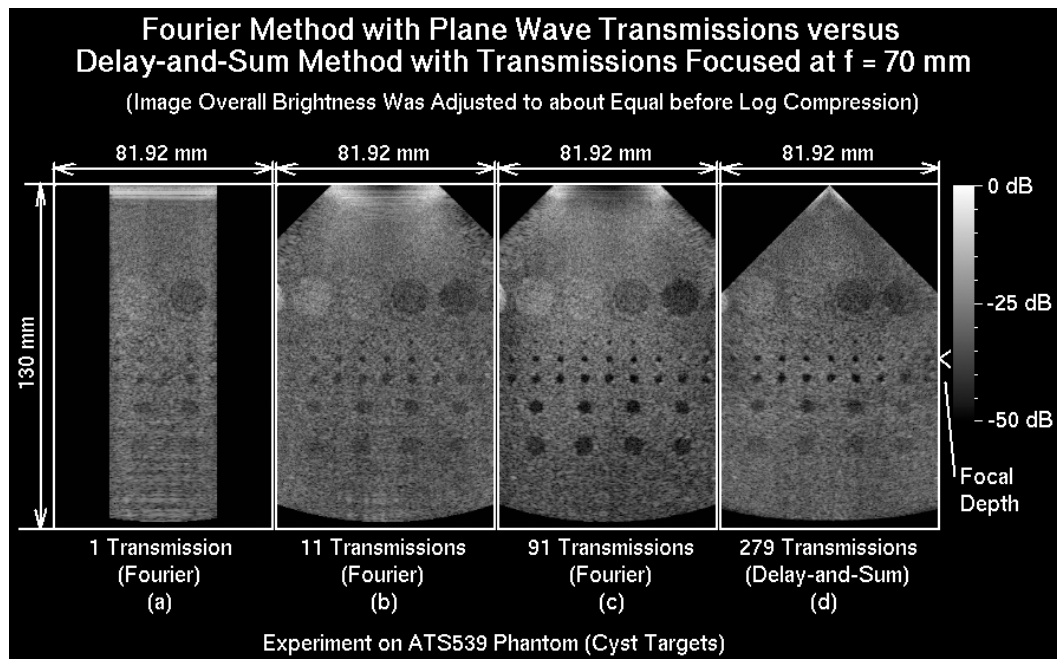 Fourier Method with Plane Wave Transmissions versus
Delay-and-Sum Method with Transmissions Focused at f = 70 mm
(Image Overall Brightness Was Adjusted to about Equal before Log Compression)
81.92 mm
81.92 mm
81.92 mm
81.92 mm
130 mm
0 dB
-25 dB
-50 dB
Focal
Depth
1 Transmission
(Fourier)
(a)
11 Transmissions
(Fourier)
(b)
91 Transmissions
(Fourier)
(c)
279 Transmissions
(Delay-and-Sum)
(d)
Experiment on ATS539 Phantom (Cyst Targets)